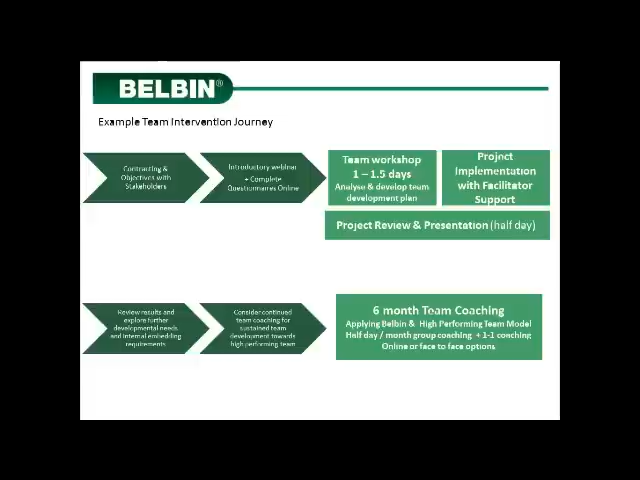 BELBIN®
Example Team Intervention Journey
Contracting &
Objectives with
Stakeholders
Introductory webinar
+ Complete
Questionnaires Online
Team workshop
1 – 1.5 days
Analyse & develop team
development plan
Project
Implementation
with Facilitator
Support
Project Review & Presentation (half day)
Review results and
explore further
developmental needs
and internal embedding
requirements
Consider continued
team coaching for
sustained team
development towards
high performing team
6 month Team Coaching
Applying Belbin & High Performing Team Model
Half day / month group coaching + 1-1 coaching
Online or face to face options